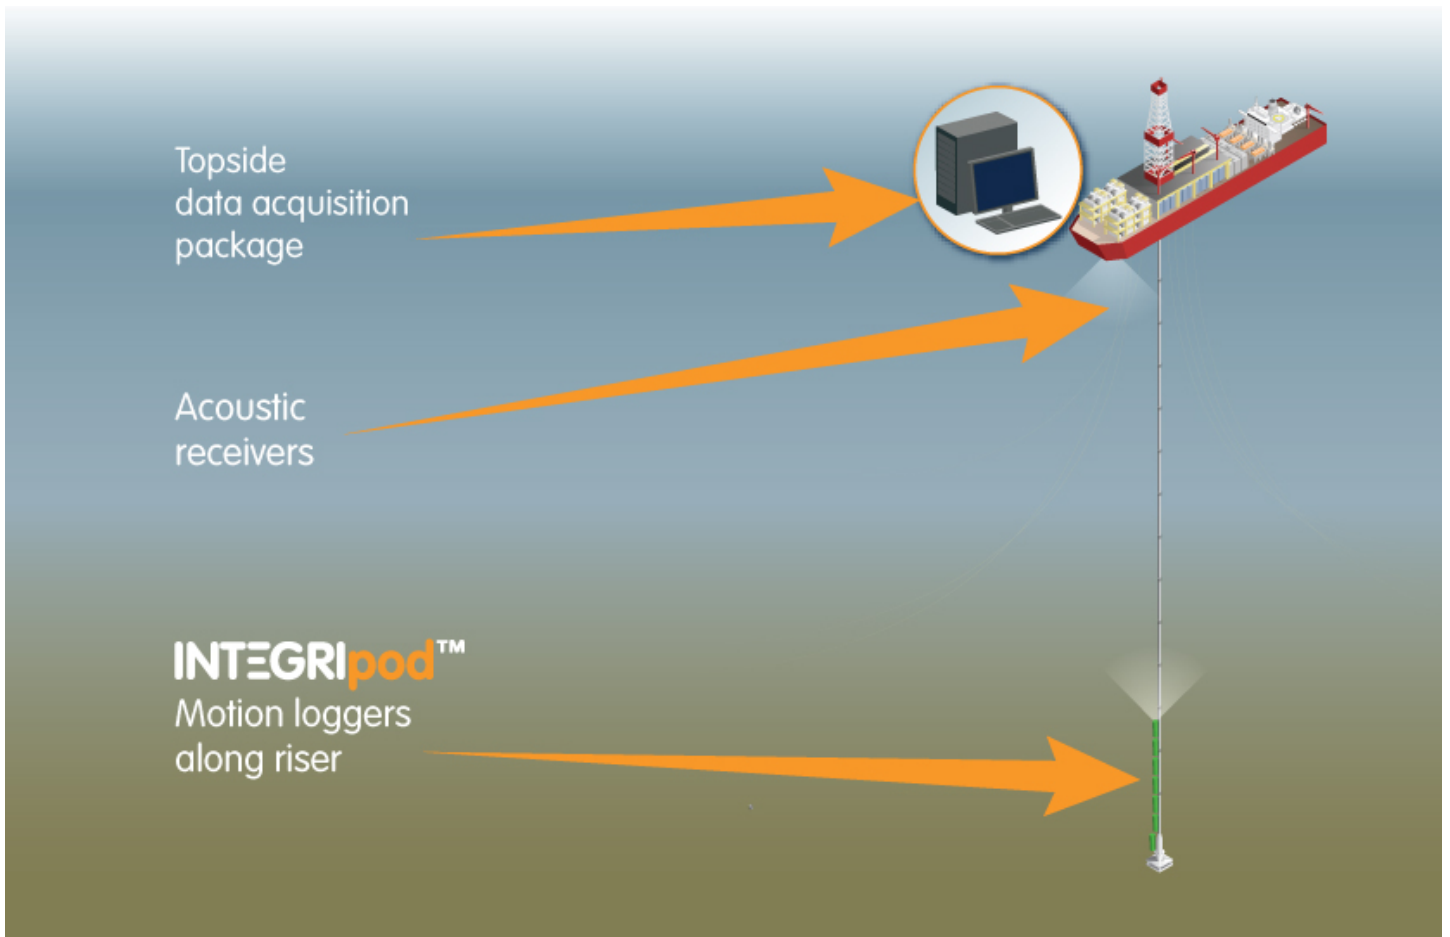 Topside
data acquisition
package
Acoustic
receivers
INTEGRIpod™
Motion loggers
along riser